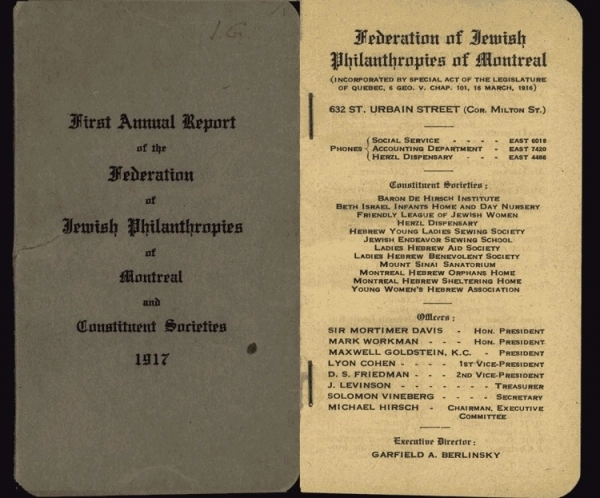 1.G.
First Annual Report
of the
Federation
of
Jewish Philanthropies
of
Montreal
and
Constituent Societies
1917
Federation of Jewish
Philanthropies of Montreal
(INCORPORATED BY SPECIAL ACT OF THE LEGISLATURE
OF QUEBEC, 6 GEO. V. CHAP. 101, 16 MARCH, 1916)
632 ST. URBAIN STREET (COR. MILTON ST.)
PHONES
SOCIAL SERVICE - - - - EAST 6018
ACCOUNTING DEPARTMENT - EAST 7420
HERZL DISPENSARY - - - EAST 4466
Constituent Societies:
BARON DE HIRSCH INSTITUTE
BETH ISRAEL INFANTS HOME AND DAY NURSERY
FRIENDLY LEAGUE OF JEWISH WOMEN
HERZL DISPENSARY
HEBREW YOUNG LADIES SEWING SOCIETY
JEWISH ENDEAVOR SEWING SCHOOL
LADIES HEBREW AID SOCIETY
LADIES HEBREW BENEVOLENT SOCIETY
MOUNT SINAI SANATORIUM
MONTREAL HEBREW ORPHANS HOME
MONTREAL HEBREW SHELTERING HOME
YOUNG WOMEN'S HEBREW ASSOCIATION
Officers:
SIR MORTIMER DAVIS - HON. PRESIDENT
MARK WORKMAN - - - HON. PRESIDENT
MAXWELL GOLDSTEIN, K.C. - PRESIDENT
LYON COHEN - - - 1ST VICE-PRESIDENT
D. S. FRIEDMAN - - - 2ND VICE-PRESIDENT
J. LEVINSON - - - - - - - TREASURER
SOLOMON VINEBERG - - - - SECRETARY
MICHAEL HIRSCH - CHAIRMAN, EXECUTIVE
COMMITTEE
Executive Director:
GARFIELD A. BERLINSKY